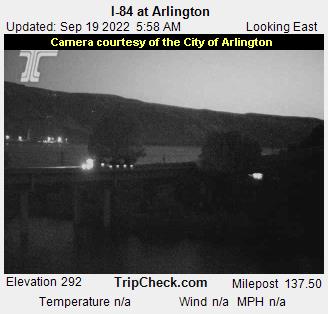 I-84 at Arlington
Updated: Sep 19 2022 5:58 AM Looking East
Camera courtesy of the City of Arlington
Elevation 292 TripCheck.com Milepost 137.50
Temperature n/a Wind n/a MPH n/a